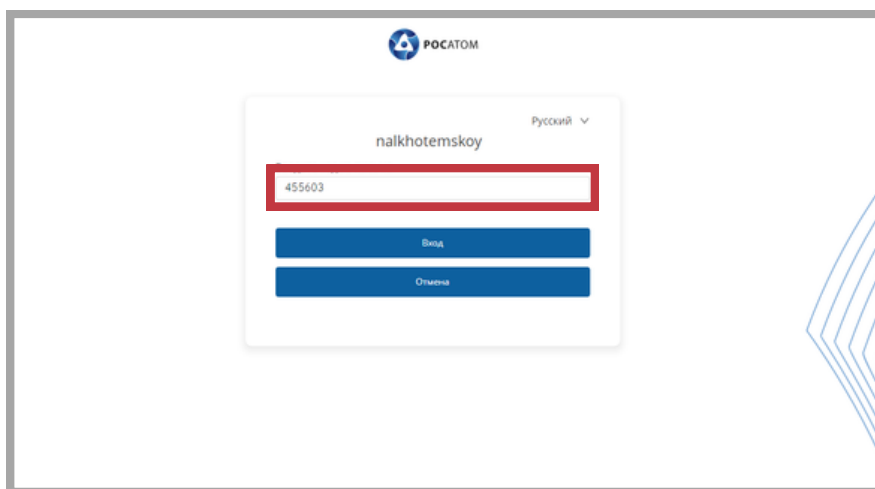 РОСАТОМ
Русский
nalkhotemskoy
455603
Вход
Отмена